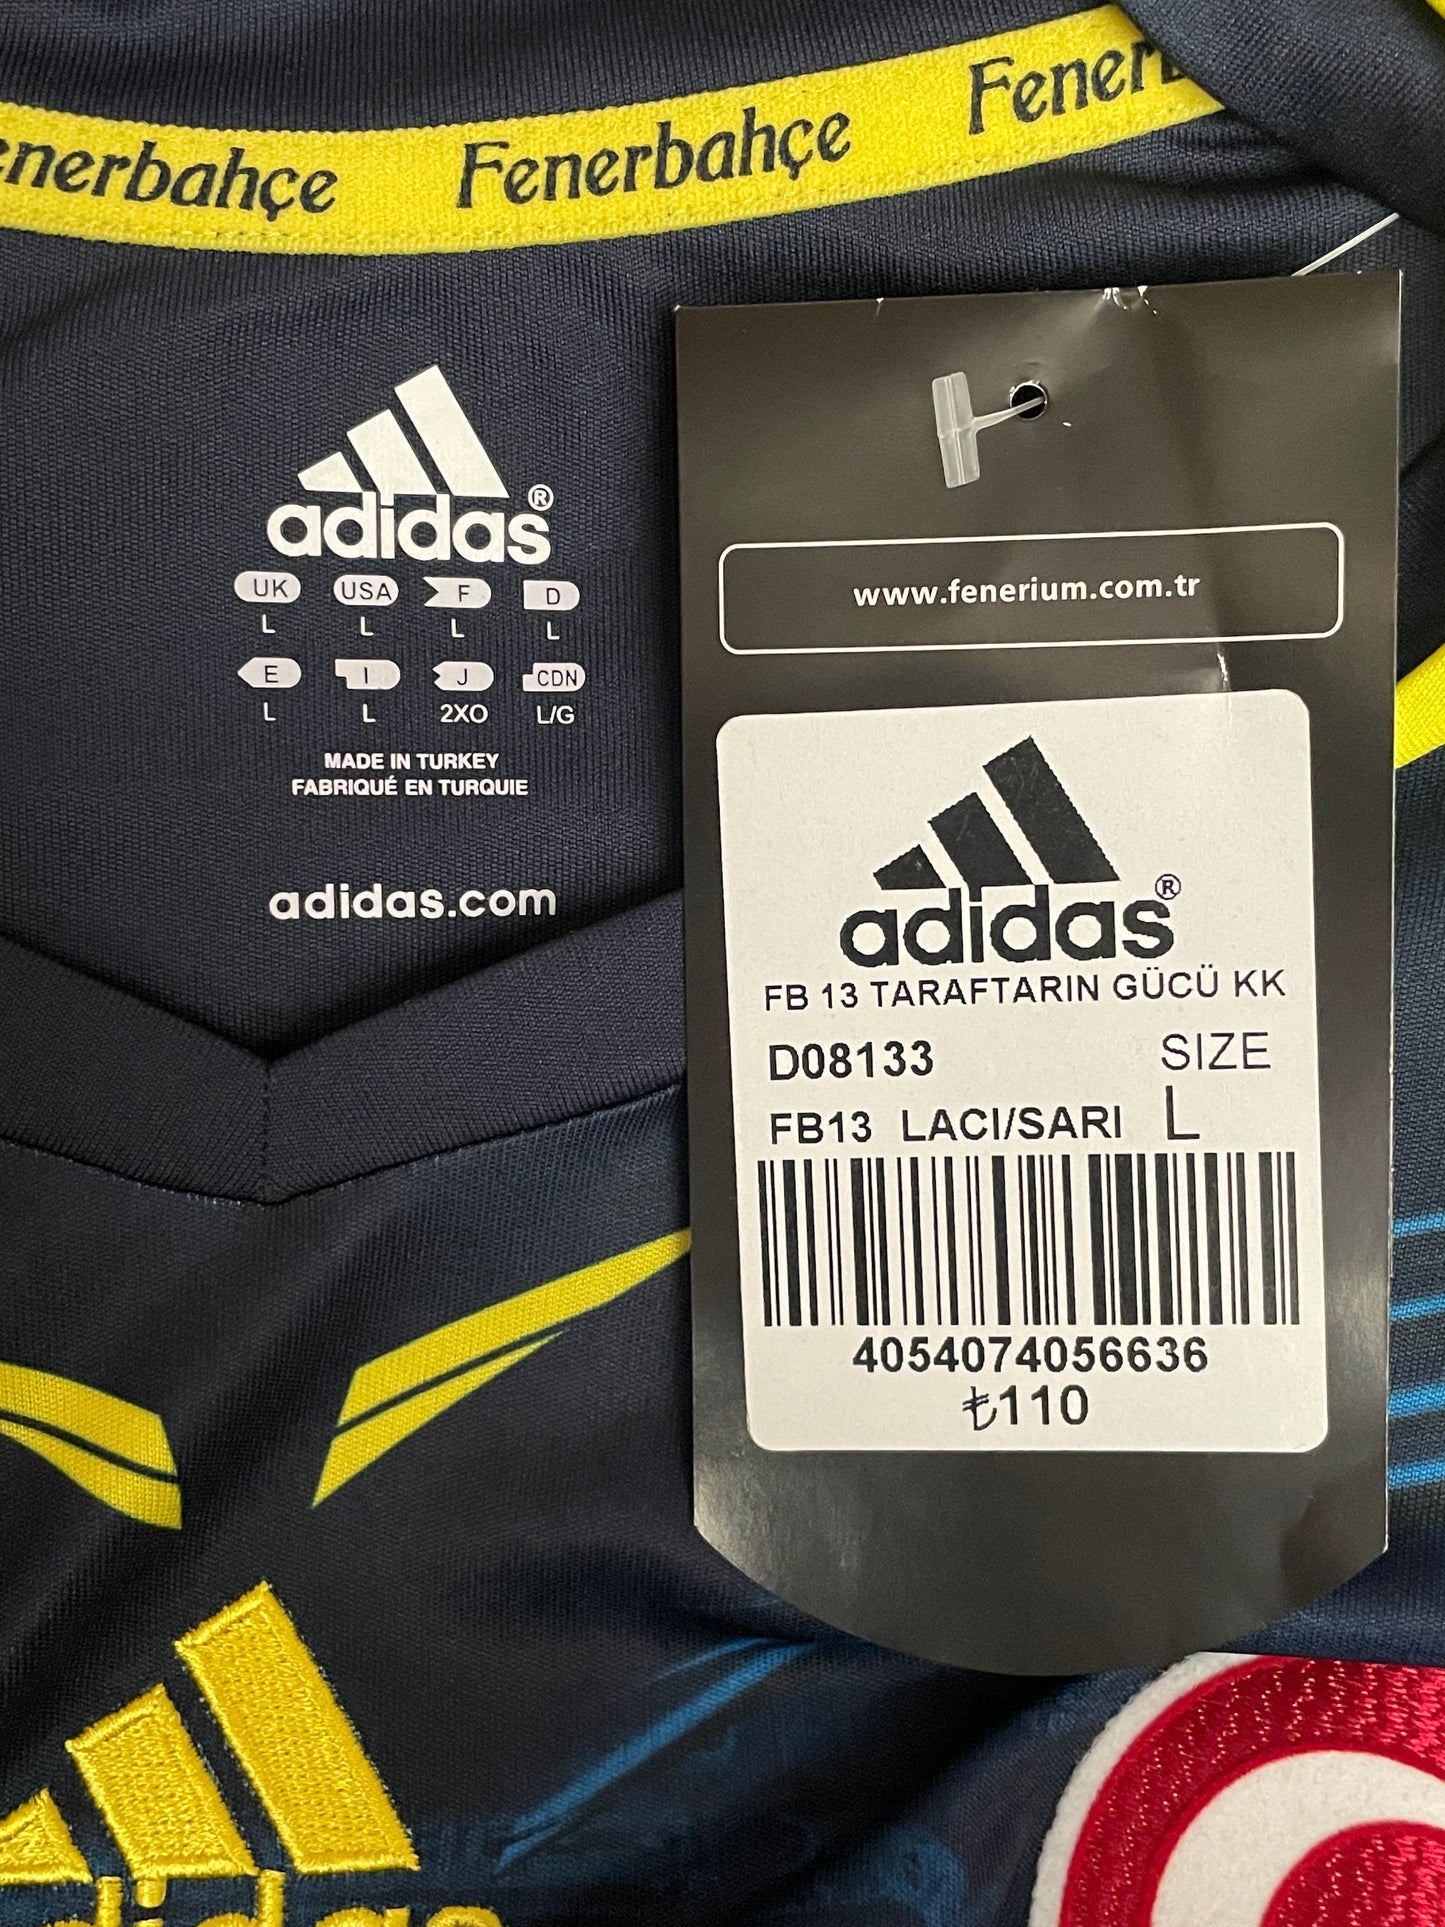 Fenerbahçe Fenerbahçe
adidas®
UK USA F D
L L L L
E I J CDN
L L 2XO L/G
MADE IN TURKEY
FABRIQUÉ EN TURQUIE
adidas.com
www.fenerium.com.tr
adidas®
FB 13 TARAFTARIN GÜCÜ KK
D08133 SIZE
FB13 LACI/SARI L
4054074056636
₺110
adidas